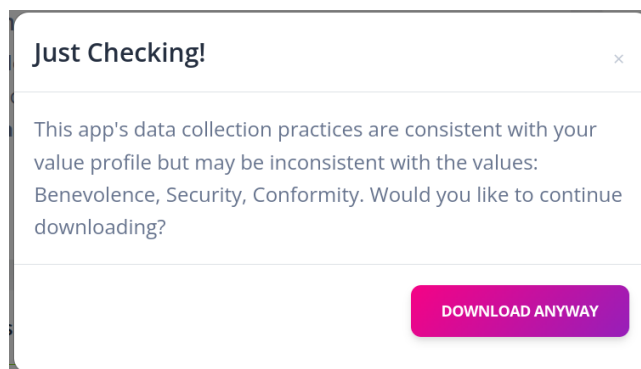 Just Checking!
×
This app's data collection practices are consistent with your
value profile but may be inconsistent with the values:
Benevolence, Security, Conformity. Would you like to continue
downloading?
DOWNLOAD ANYWAY